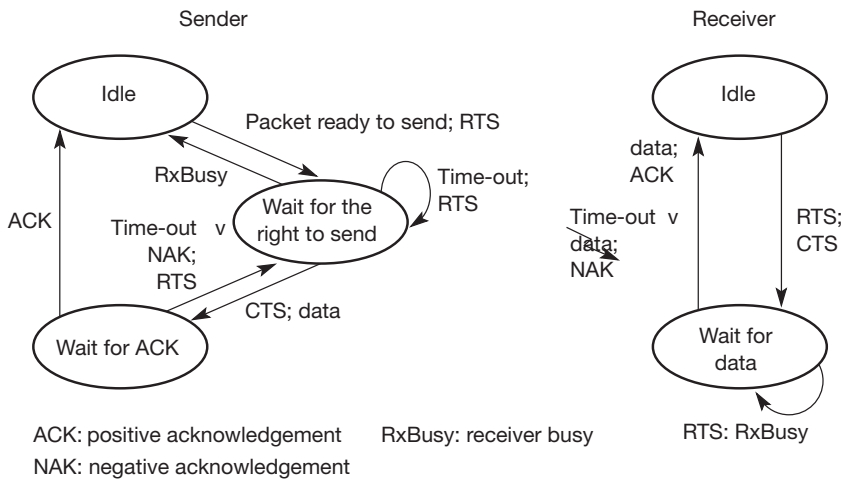 Sender
Receiver
Idle
Packet ready to send; RTS
RxBusy
Wait for the
right to send
Time-out;
RTS
ACK
Time-out v
NAK;
RTS
CTS; data
Wait for ACK
Idle
data;
ACK
Time-out v
data;
NAK
RTS;
CTS
Wait for
data
RTS: RxBusy
ACK: positive acknowledgement
RxBusy: receiver busy
NAK: negative acknowledgement